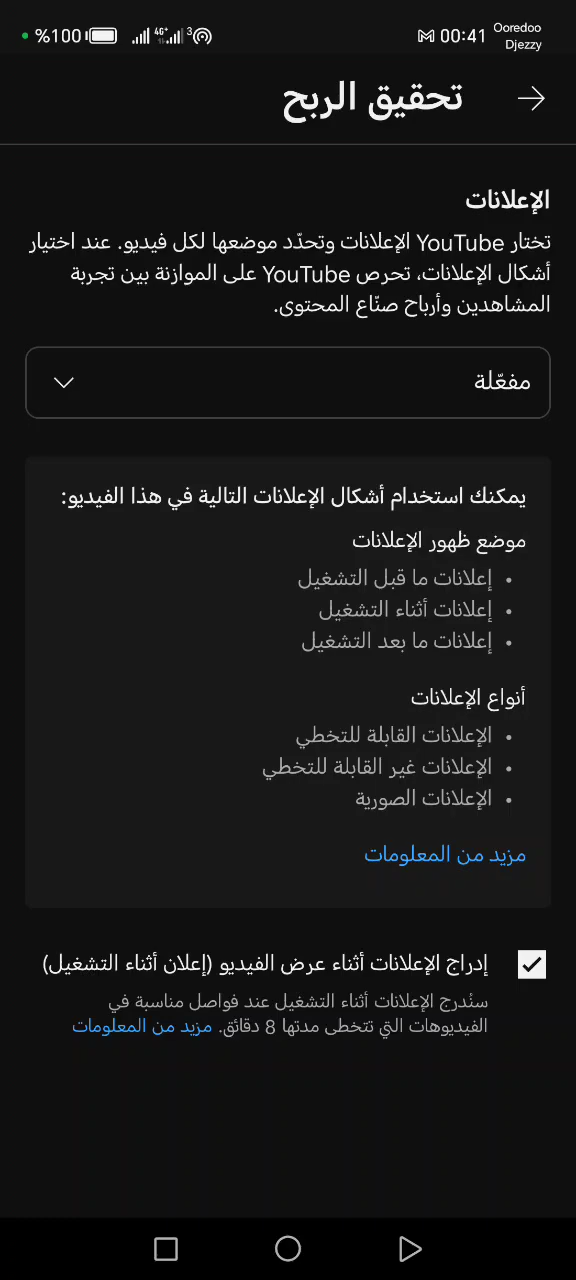 %100 4G+ 3 00:41 Ooredoo
Djezzy
تحقيق الربح
الإعلانات
تختار YouTube الإعلانات وتحدّد موضعها لكل فيديو. عند اختيار
أشكال الإعلانات، تحرص YouTube على الموازنة بين تجربة
المشاهدين وأرباح صنّاع المحتوى.
مفعّلة
يمكنك استخدام أشكال الإعلانات التالية في هذا الفيديو:
موضع ظهور الإعلانات
• إعلانات ما قبل التشغيل
• إعلانات أثناء التشغيل
• إعلانات ما بعد التشغيل
أنواع الإعلانات
• الإعلانات القابلة للتخطي
• الإعلانات غير القابلة للتخطي
• الإعلانات الصورية
مزيد من المعلومات
إدراج الإعلانات أثناء عرض الفيديو (إعلان أثناء التشغيل)
سنُدرج الإعلانات أثناء التشغيل عند فواصل مناسبة في
الفيديوهات التي تتخطى مدتها 8 دقائق. مزيد من المعلومات